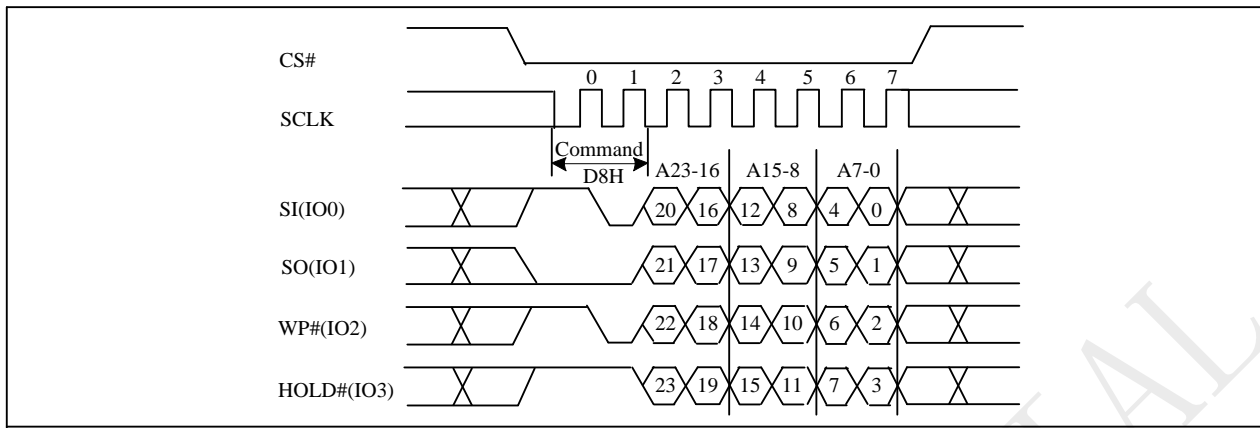 CS#
0 1 2 3 4 5 6 7
SCLK
Command
D8H
A23-16 A15-8 A7-0
SI(IO0) 20 16 12 8 4 0
SO(IO1) 21 17 13 9 5 1
WP#(IO2) 22 18 14 10 6 2
HOLD#(IO3) 23 19 15 11 7 3